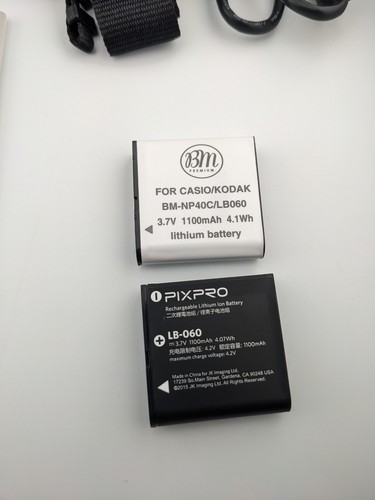 BM
PREMIUM
FOR CASIO/KODAK
BM-NP40C/LB060
3.7V 1100mAh 4.1Wh
lithium battery
PIXPRO
Rechargeable Lithium Ion Battery
二次锂電池组 / 锂离子电池组
LB-060
3.7V 1100mAh 4.07Wh
充电限制电压: 4.2V 额定容量: 1100mAh
maximum charge voltage: 4.2V
Made in China for JK Imaging Ltd.
17239 So.Main Street, Gardena, CA 90248 USA
©2015 JK Imaging Ltd. All Rights Reserved.